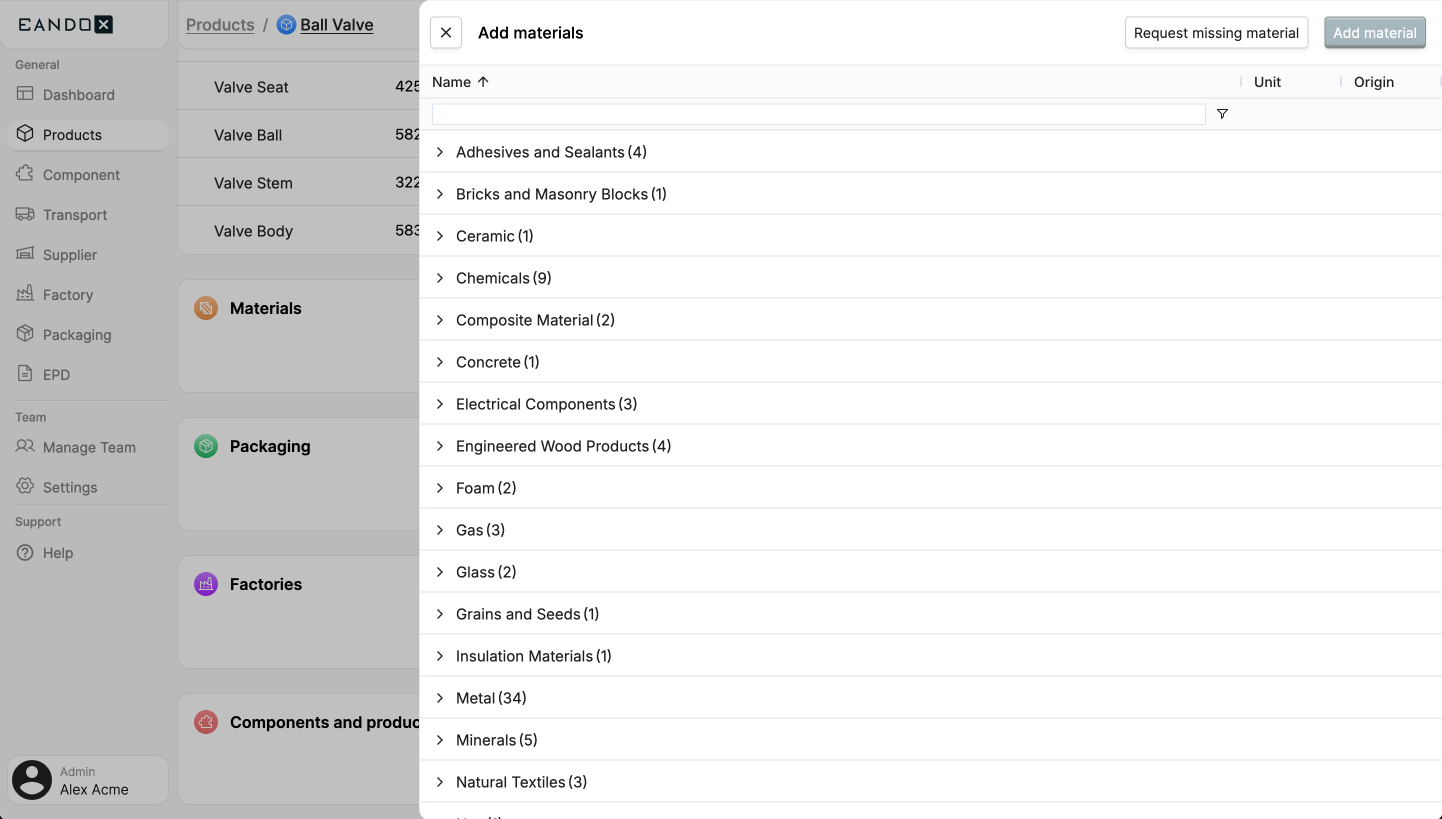 EANDOX
General
Dashboard
Products
Component
Transport
Supplier
Factory
Packaging
EPD
Team
Manage Team
Settings
Support
Help
Admin
Alex Acme
Products / Ball Valve
Valve Seat 425
Valve Ball 582
Valve Stem 322
Valve Body 583
Materials
Packaging
Factories
Components and produc
Add materials
Request missing material
Add material
Name
Unit
Origin
Adhesives and Sealants (4)
Bricks and Masonry Blocks (1)
Ceramic (1)
Chemicals (9)
Composite Material (2)
Concrete (1)
Electrical Components (3)
Engineered Wood Products (4)
Foam (2)
Gas (3)
Glass (2)
Grains and Seeds (1)
Insulation Materials (1)
Metal (34)
Minerals (5)
Natural Textiles (3)